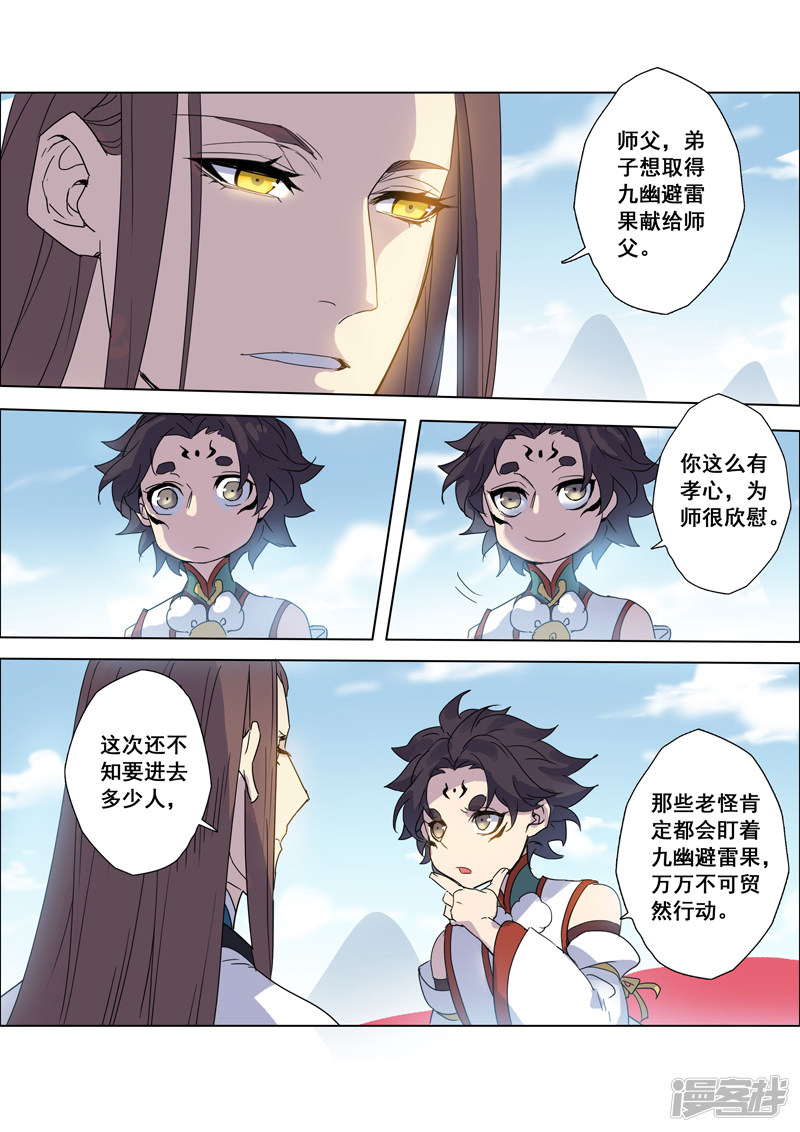 师父，弟
子想取得
九幽避雷
果献给师
父。
你这么有
孝心，为
师很欣慰。
这次还不
知要进去
多少人，
那些老怪肯
定都会盯着
九幽避雷果，
万万不可贸
然行动。
漫客栈